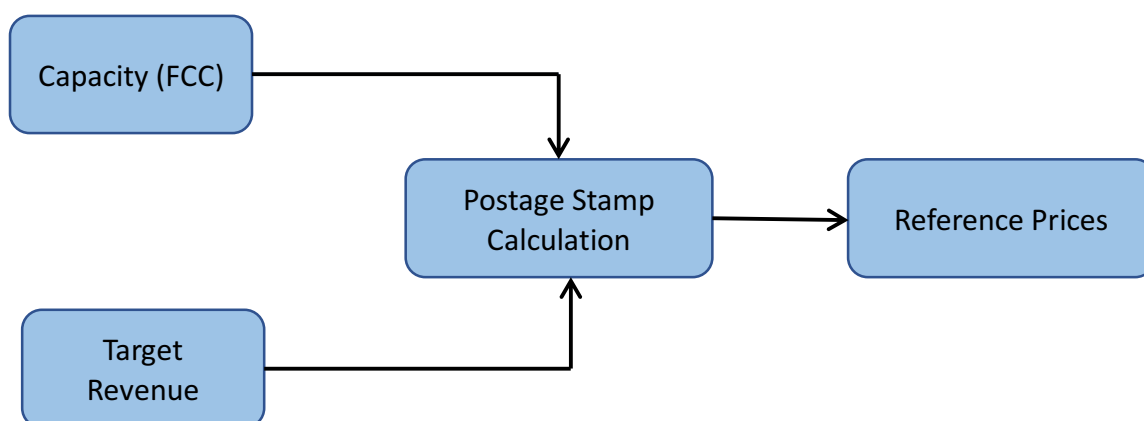 Capacity (FCC)
Postage Stamp
Calculation
Reference Prices
Target
Revenue